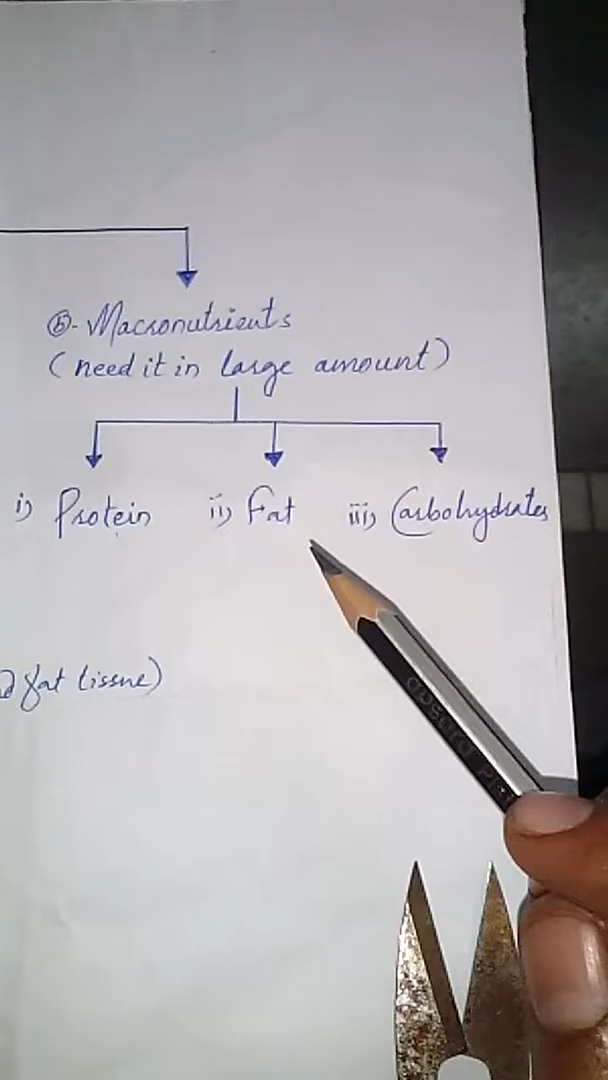 ⓑ- Macronutrients
(need it in large amount)
i) Protein ii) Fat iii) Carbohydrates
fat tissue)